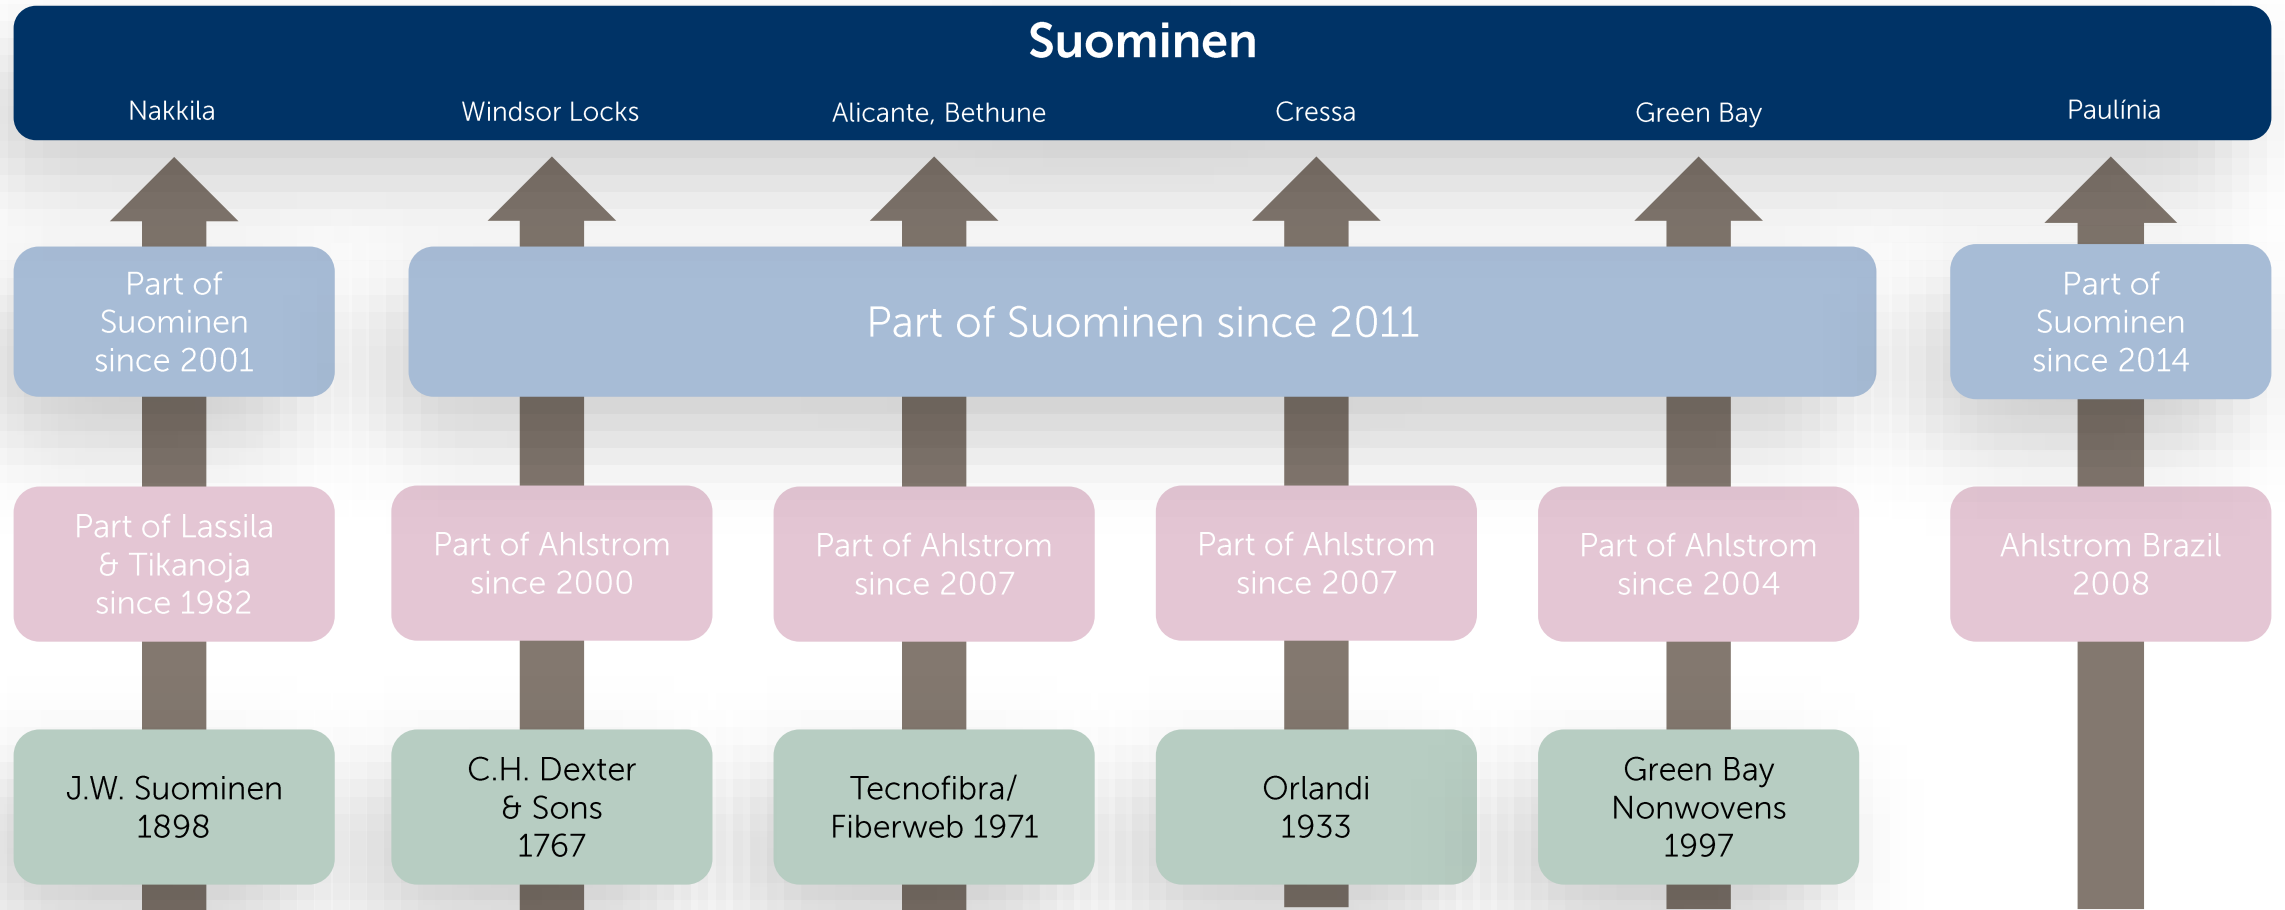 Suominen
Nakkila
Windsor Locks
Alicante, Bethune
Cressa
Green Bay
Paulínia
Part of
Suominen
since 2001
Part of Suominen since 2011
Part of
Suominen
since 2014
Part of Lassila
& Tikanoja
since 1982
Part of Ahlstrom
since 2000
Part of Ahlstrom
since 2007
Part of Ahlstrom
since 2007
Part of Ahlstrom
since 2004
Ahlstrom Brazil
2008
J.W. Suominen
1898
C.H. Dexter
& Sons
1767
Tecnofibra/
Fiberweb 1971
Orlandi
1933
Green Bay
Nonwovens
1997